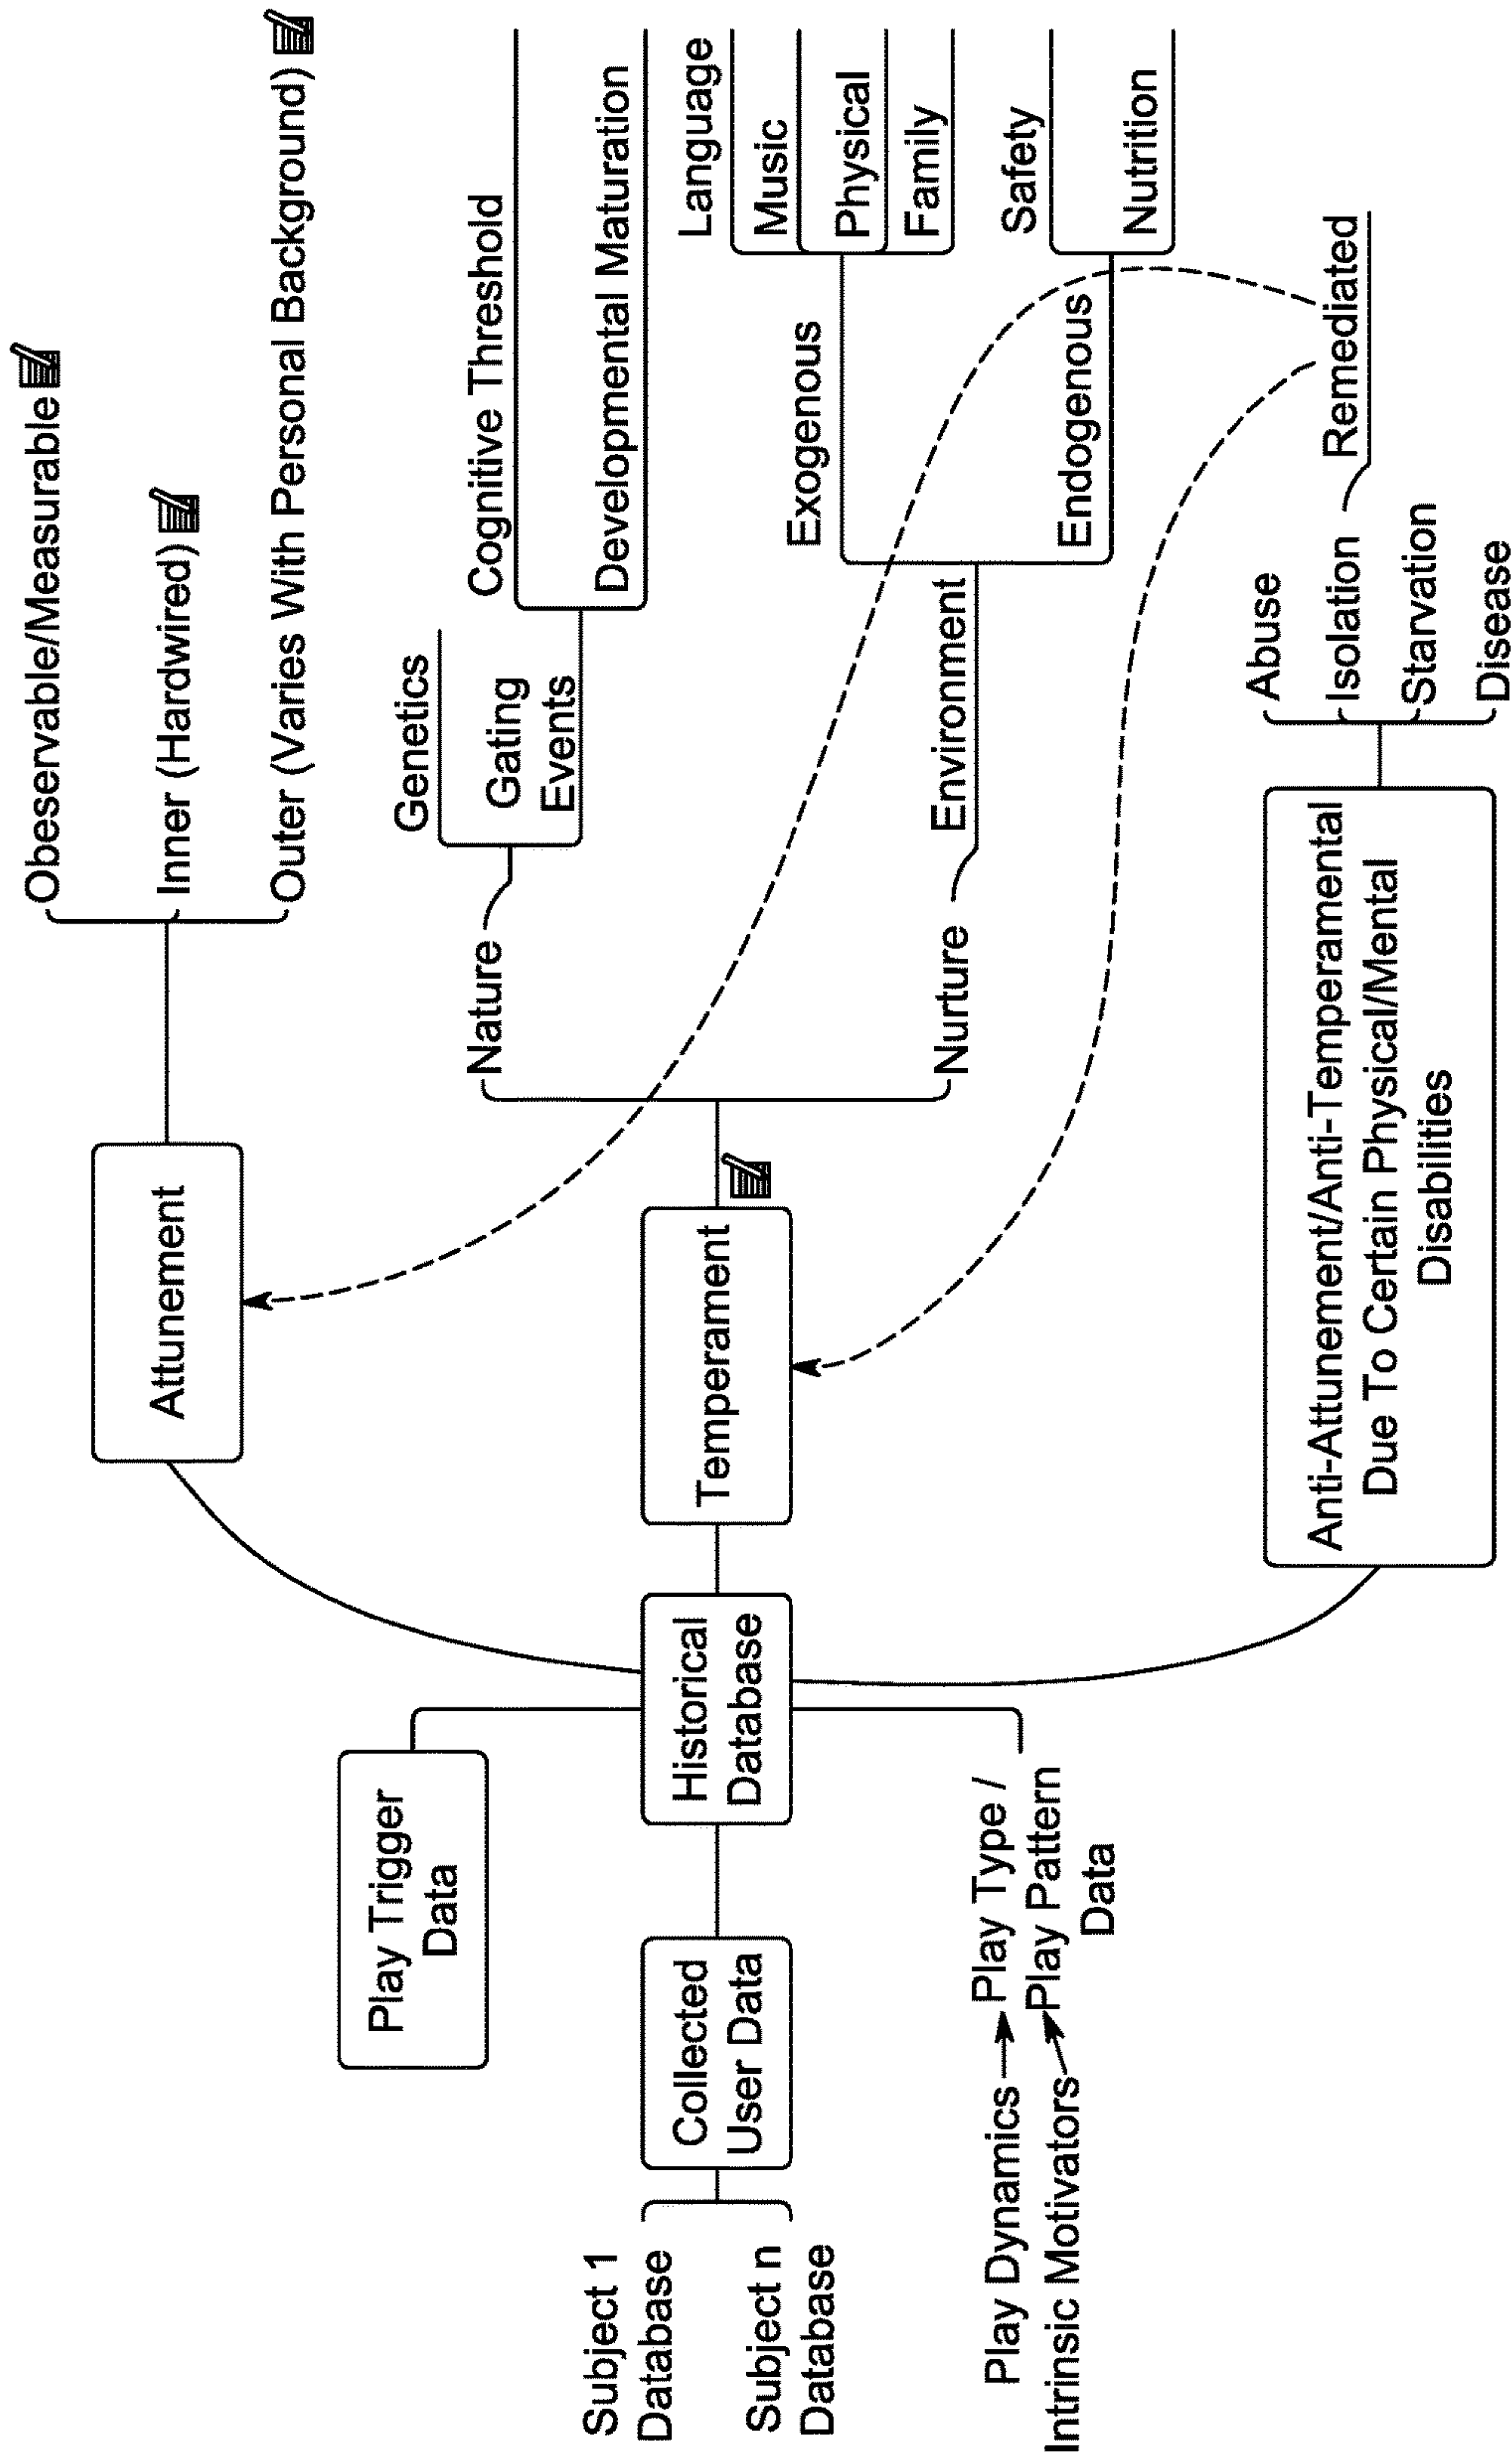 Subject 1
Database
Subject n
Database
Collected
User Data
Play Trigger
Data
Historical
Database
Play Dynamics
Intrinsic Motivators
Play Type /
Play Pattern
Data
Attunement
Obeservable/Measurable
Inner (Hardwired)
Outer (Varies With Personal Background)
Temperament
Nature
Genetics
Gating
Events
Cognitive Threshold
Developmental Maturation
Nurture
Environment
Exogenous
Language
Music
Physical
Family
Endogenous
Safety
Nutrition
Anti-Attunement/Anti-Temperamental
Due To Certain Physical/Mental
Disabilities
Abuse
Isolation
Remediated
Starvation
Disease